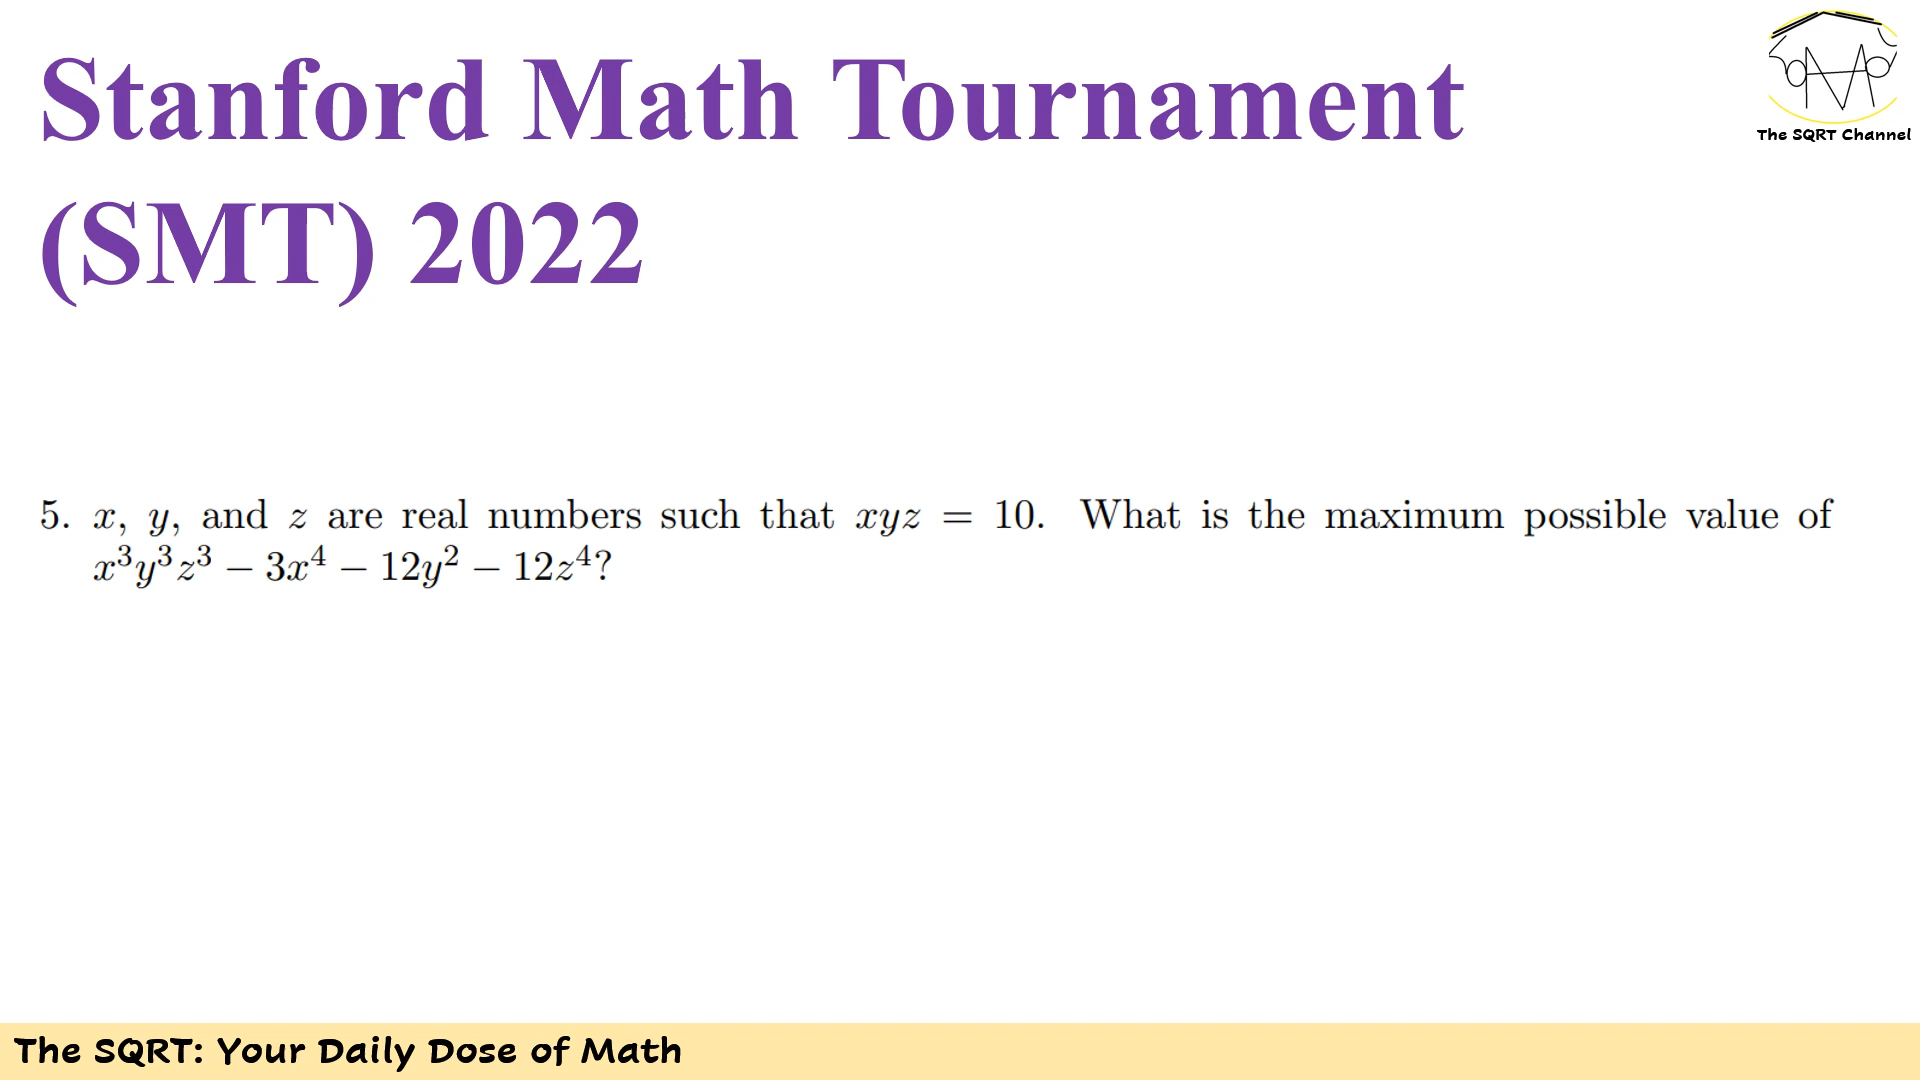 Stanford Math Tournament
(SMT) 2022
The SQRT Channel
5. x, y, and z are real numbers such that xyz = 10. What is the maximum possible value of
x³y³z³ − 3x⁴ − 12y² − 12z⁴?
The SQRT: Your Daily Dose of Math